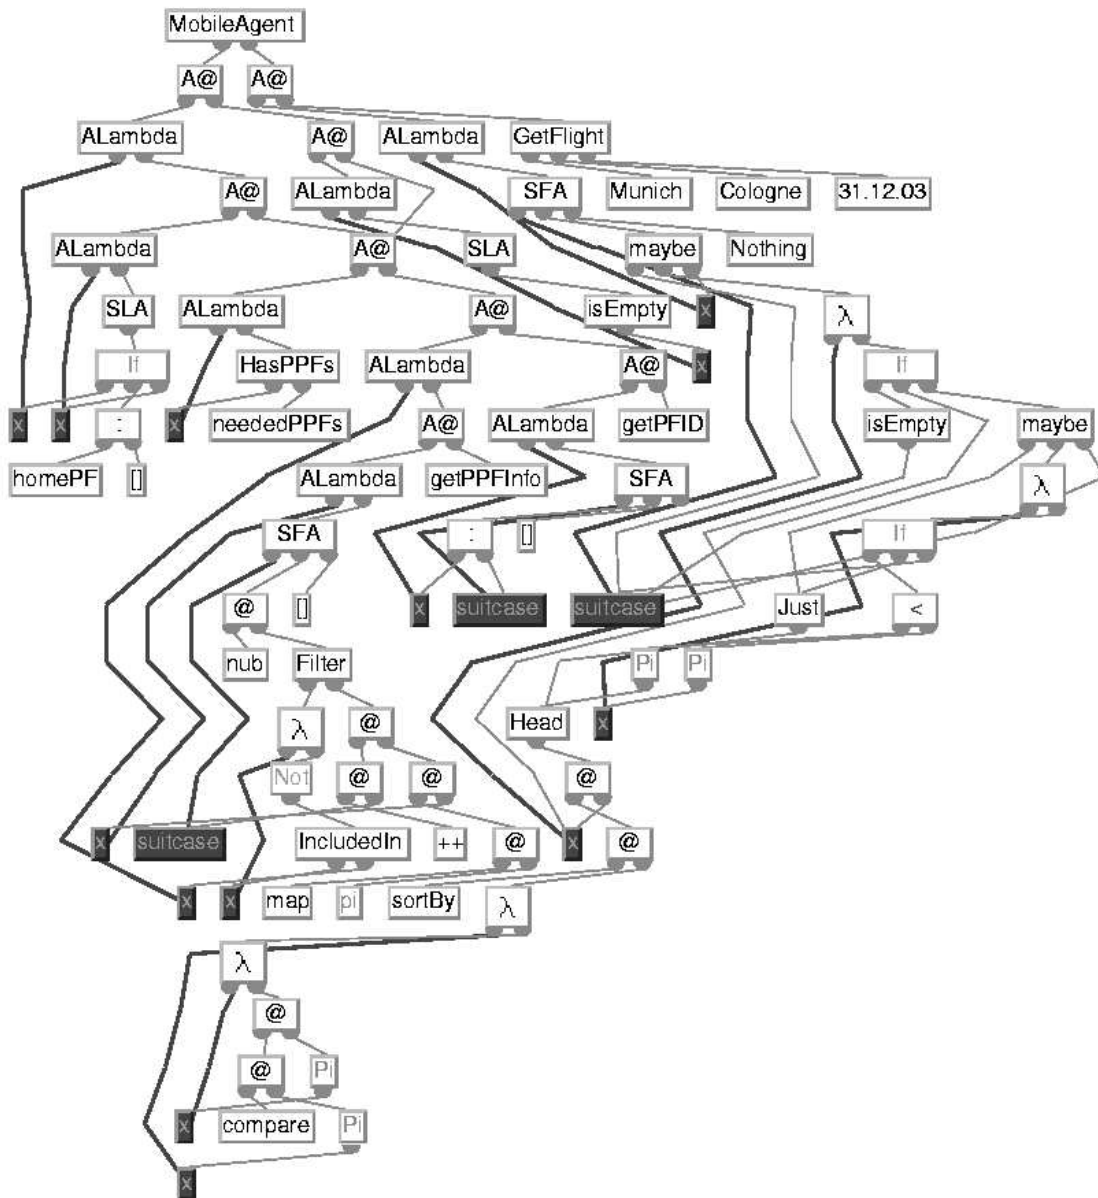 MobileAgent
A@ A@
ALambda A@ ALambda GetFlight
A@ ALambda SFA Munich Cologne 31.12.03
ALambda A@ SLA maybe Nothing
SLA ALambda A@ isEmpty x λ
If HasPPFs ALambda A@ x If
x x : x neededPPFs A@ ALambda getPFID isEmpty maybe
homePF [] ALambda getPPFInfo SFA λ
SFA : [] If
@ [] x suitcase suitcase Just <
nub Filter Pi Pi
λ @ Head x
Not @ @ @
x suitcase IncludedIn ++ @ x @
x x map pi sortBy λ
λ
@
@ Pi
x compare Pi
x